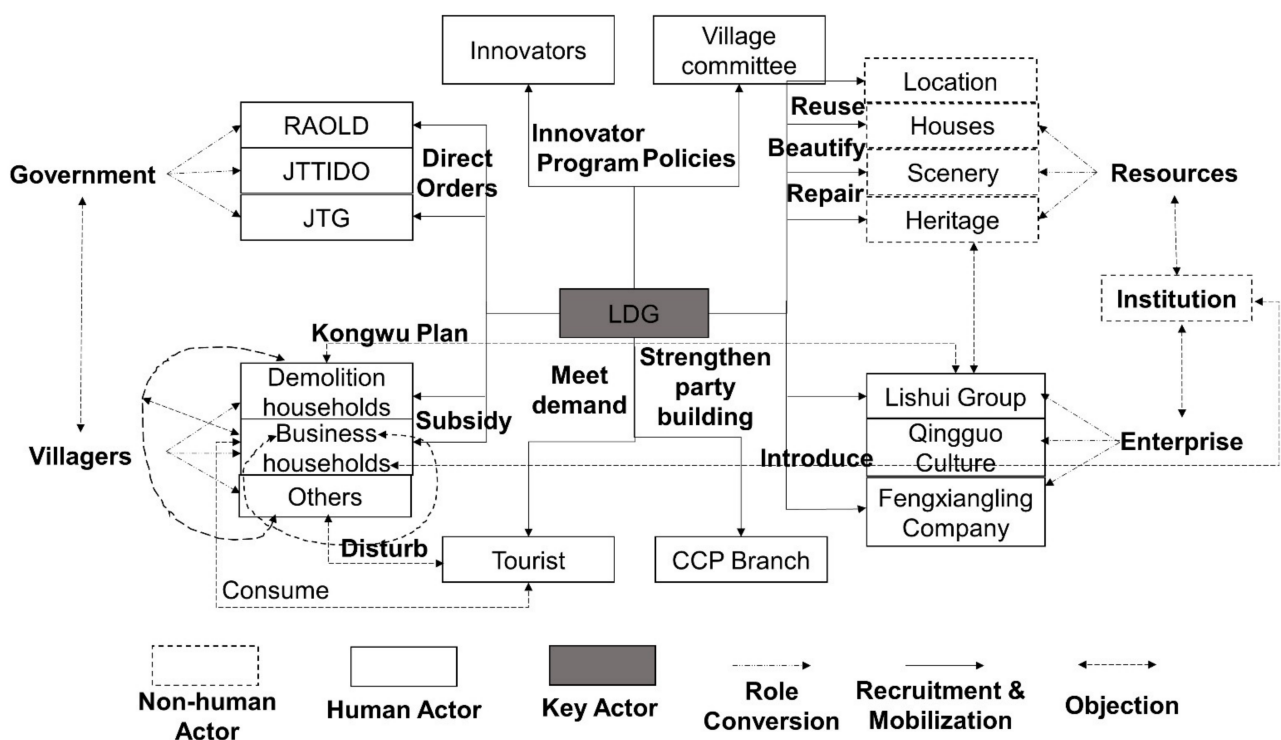 Innovators
Village
committee
Location
Houses
Scenery
Heritage
RAOLD
JTTIDO
JTG
Government
Direct
Orders
Innovator
Program
Policies
Reuse
Beautify
Repair
Resources
Institution
LDG
Kongwu Plan
Meet
demand
Strengthen
party
building
Demolition
households
Business
households
Others
Subsidy
Villagers
Introduce
Lishui Group
Qingguo
Culture
Fengxiangling
Company
Enterprise
Disturb
Consume
Tourist
CCP Branch
Non-human
Actor
Human Actor
Key Actor
Role
Conversion
Recruitment &
Mobilization
Objection